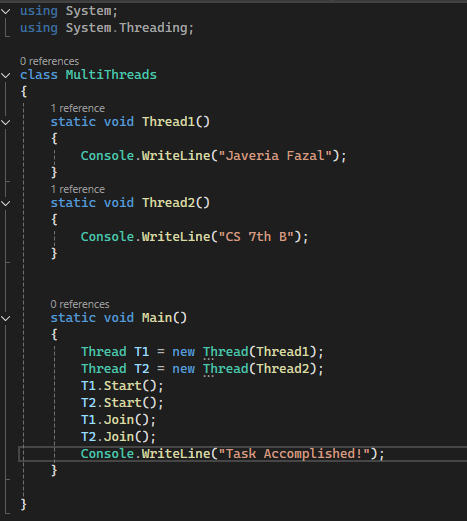 using System;
using System.Threading;
0 references
class MultiThreads
{
1 reference
static void Thread1()
{
Console.WriteLine("Javeria Fazal");
}
1 reference
static void Thread2()
{
Console.WriteLine("CS 7th B");
}
0 references
static void Main()
{
Thread T1 = new Thread(Thread1);
Thread T2 = new Thread(Thread2);
T1.Start();
T2.Start();
T1.Join();
T2.Join();
Console.WriteLine("Task Accomplished!");
}
}